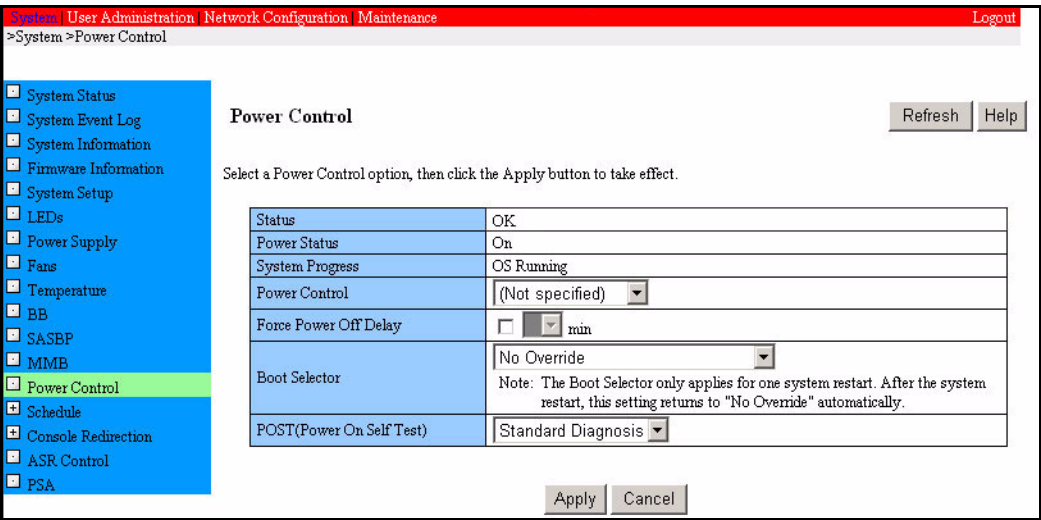 System | User Administration | Network Configuration | Maintenance Logout
>System >Power Control
System Status
System Event Log
System Information
Firmware Information
System Setup
LEDs
Power Supply
Fans
Temperature
BB
SASBP
MMB
Power Control
Schedule
Console Redirection
ASR Control
PSA
Power Control
Refresh Help
Select a Power Control option, then click the Apply button to take effect.
Status OK
Power Status On
System Progress OS Running
Power Control (Not specified)
Force Power Off Delay min
Boot Selector No Override
Note: The Boot Selector only applies for one system restart. After the system
restart, this setting returns to "No Override" automatically.
POST(Power On Self Test) Standard Diagnosis
Apply Cancel